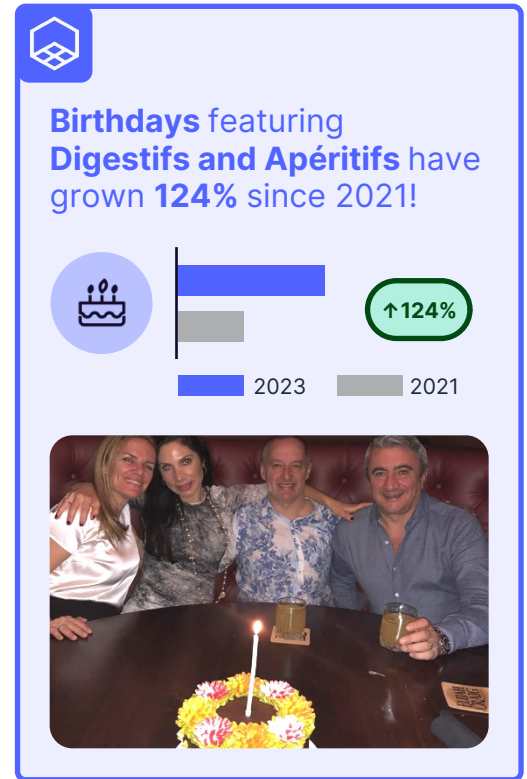 Birthdays featuring
Digestifs and Apéritifs have
grown 124% since 2021!
↑124%
2023
2021